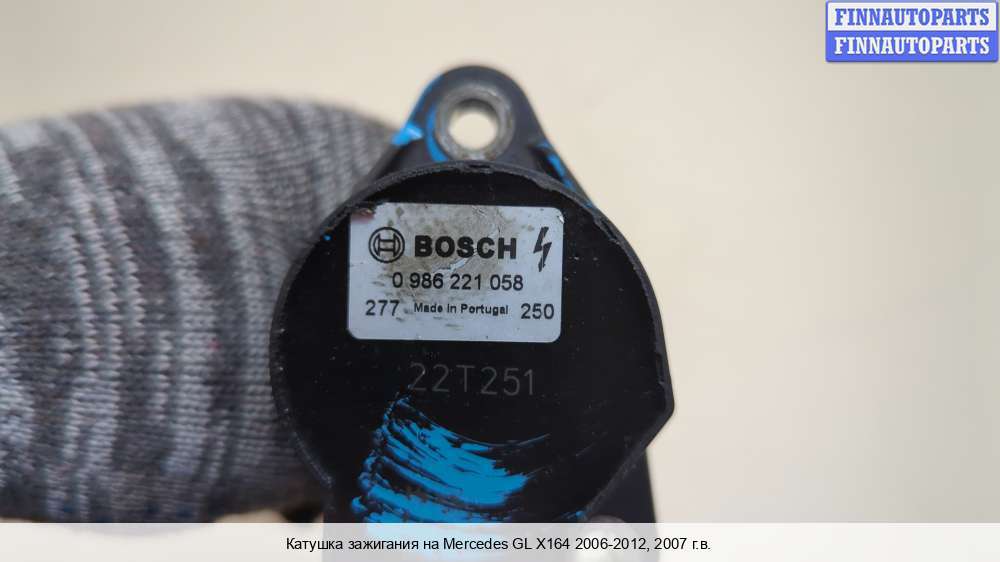 FINNAUTOPARTS
FINNAUTOPARTS
BOSCH
0 986 221 058
277 Made in Portugal 250
22T251
Катушка зажигания на Mercedes GL X164 2006-2012, 2007 г.в.